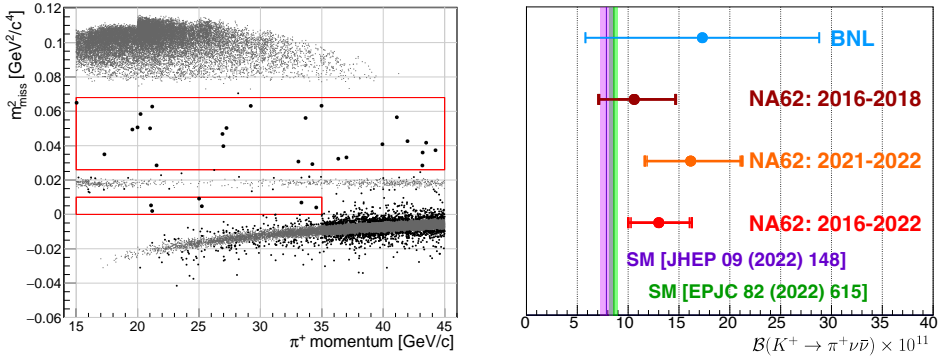 m²miss [GeV²/c⁴]
0.12
0.1
0.08
0.06
0.04
0.02
0
−0.02
−0.04
−0.06
15 20 25 30 35 40 45
π⁺ momentum [GeV/c]
BNL
NA62: 2016-2018
NA62: 2021-2022
NA62: 2016-2022
SM [JHEP 09 (2022) 148]
SM [EPJC 82 (2022) 615]
0 5 10 15 20 25 30 35 40
B(K⁺ → π⁺νν̄) × 10¹¹